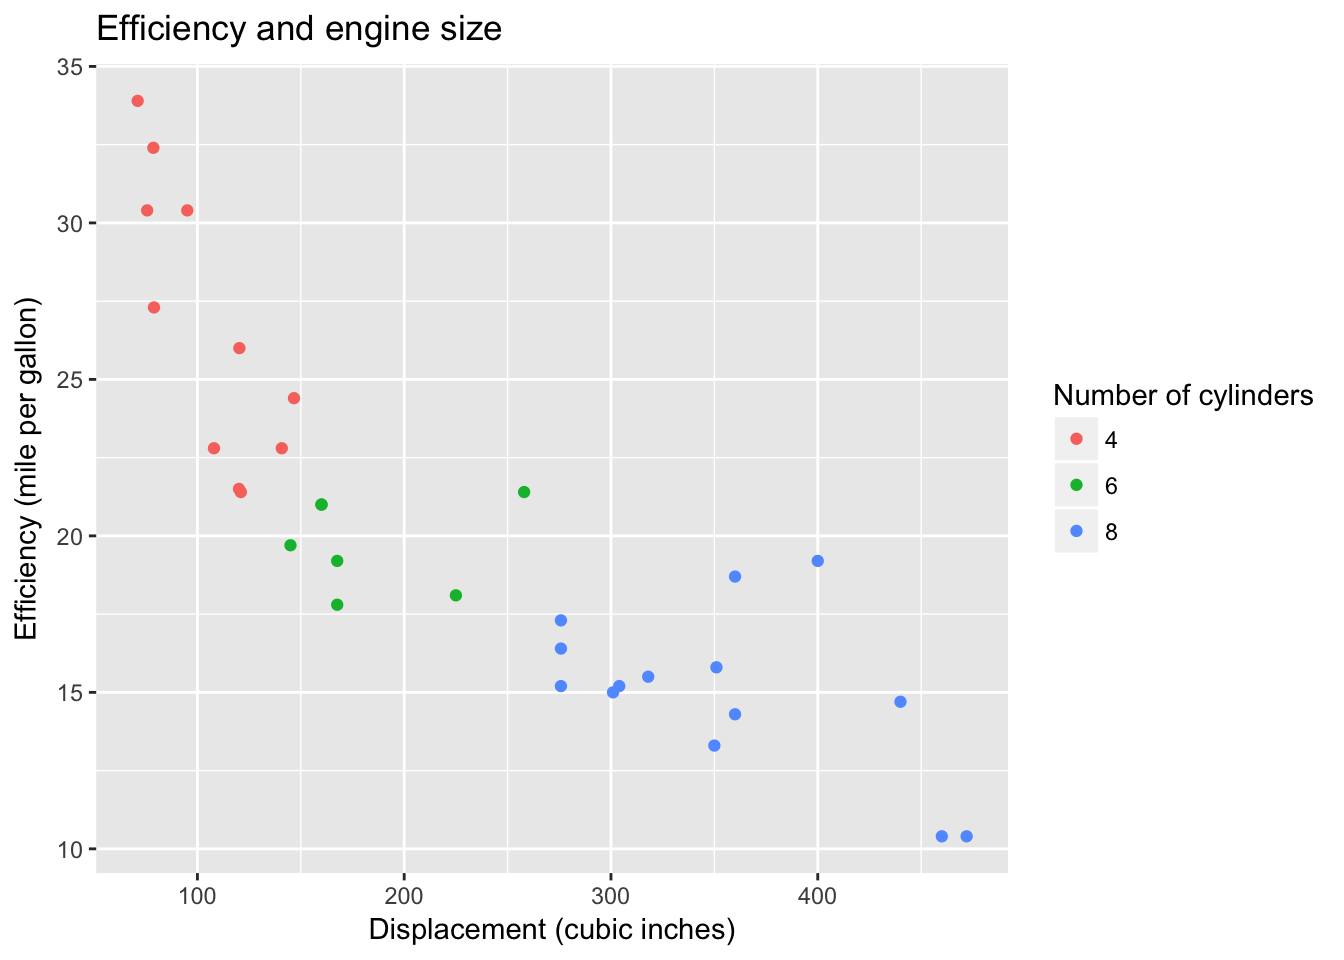 Efficiency and engine size
35
30
25
20
15
10
Efficiency (mile per gallon)
100 200 300 400
Displacement (cubic inches)
Number of cylinders
4
6
8